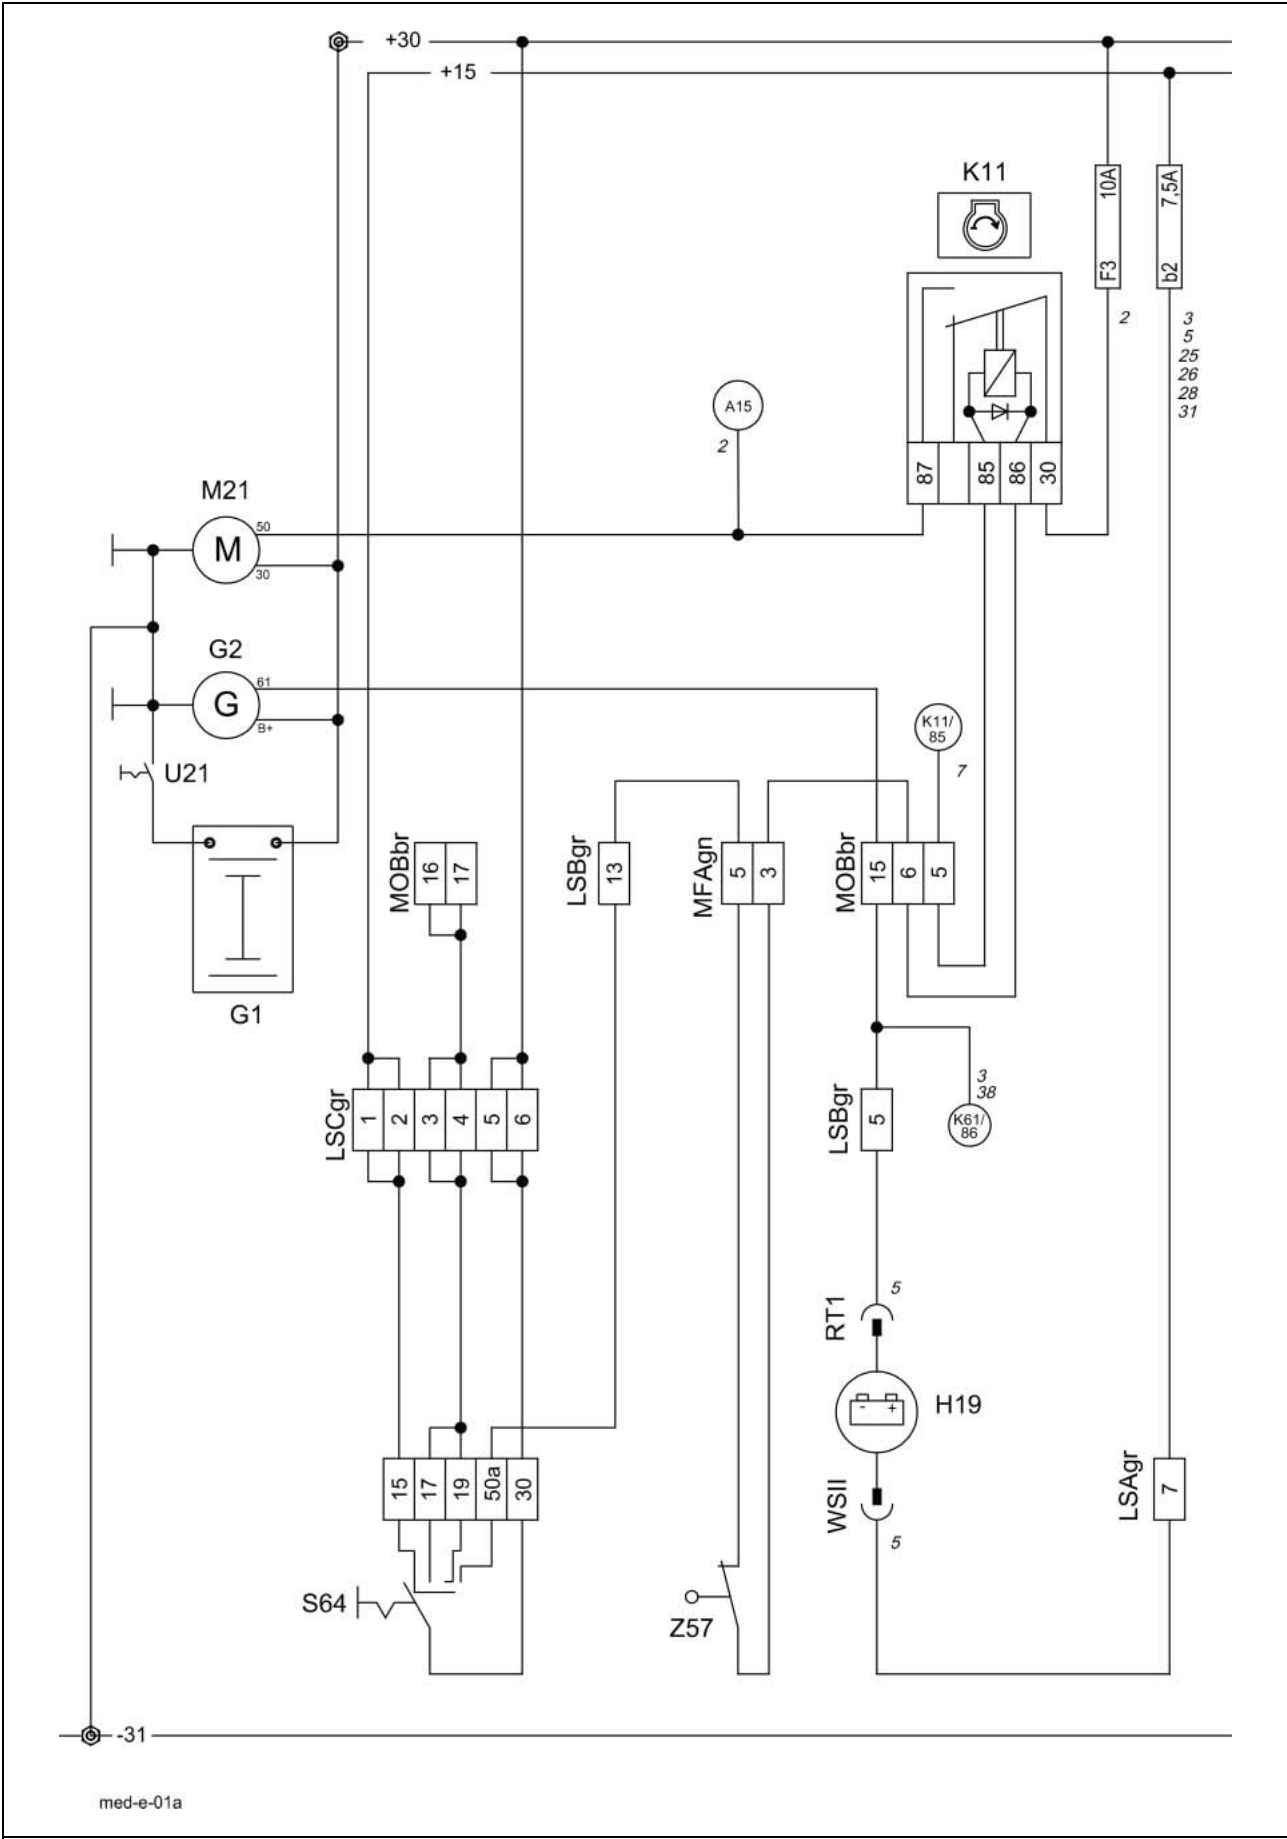 +30
+15
K11
10A
F3
7,5A
b2
2
3
5
25
26
28
31
A15
2
87
85
86
30
M21
M
50
30
G2
G
61
B+
U21
K11/
85
7
MOBbr
16
17
LSBgr
13
MFAgn
5
3
MOBbr
15
6
5
G1
LSCgr
1
2
3
4
5
6
LSBgr
5
3
38
K61/
86
RT1
5
- +
H19
WSII
5
LSAgr
7
15
17
19
50a
30
S64
Z57
-31
med-e-01a